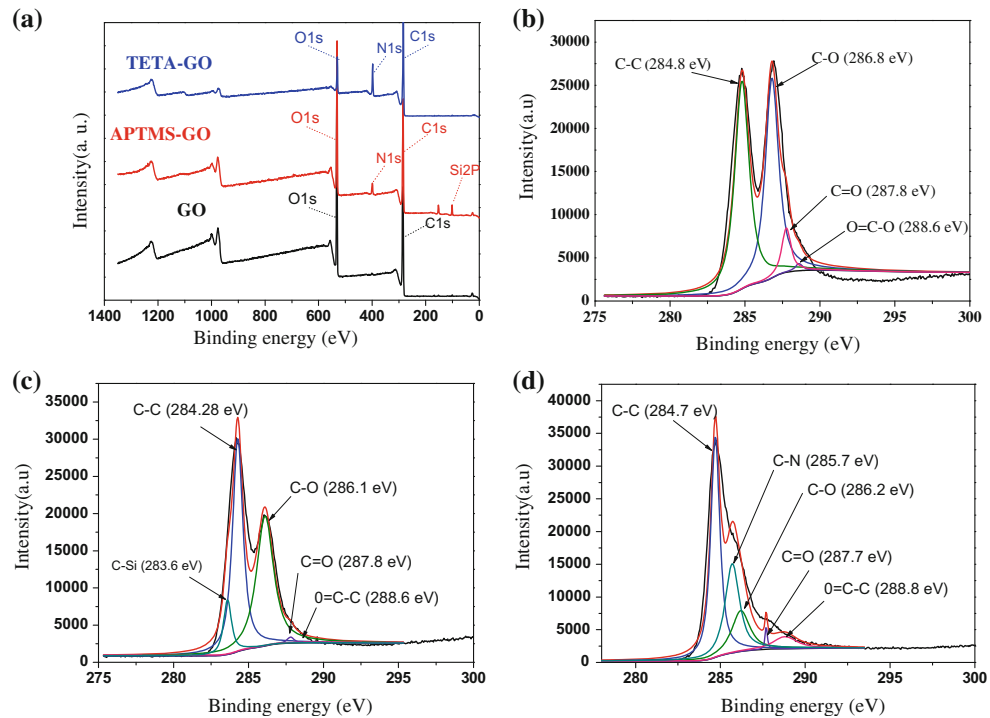 (a)
Intensity(a. u.)
TETA-GO
O1s
N1s
C1s
APTMS-GO
O1s
N1s
C1s
Si2P
GO
O1s
C1s
1400 1200 1000 800 600 400 200 0
Binding energy (eV)
(b)
Intensity(a.u)
30000
25000
20000
15000
10000
5000
0
C-C (284.8 eV)
C-O (286.8 eV)
C=O (287.8 eV)
O=C-O (288.6 eV)
275 280 285 290 295 300
Binding energy (eV)
(c)
Intensity(a.u)
35000
30000
25000
20000
15000
10000
5000
0
C-C (284.28 eV)
C-O (286.1 eV)
C-Si (283.6 eV)
C=O (287.8 eV)
0=C-C (288.6 eV)
275 280 285 290 295 300
Binding energy (eV)
(d)
Intensity(a.u)
40000
35000
30000
25000
20000
15000
10000
5000
0
C-C (284.7 eV)
C-N (285.7 eV)
C-O (286.2 eV)
C=O (287.7 eV)
0=C-C (288.8 eV)
280 285 290 295 300
Binding energy (eV)